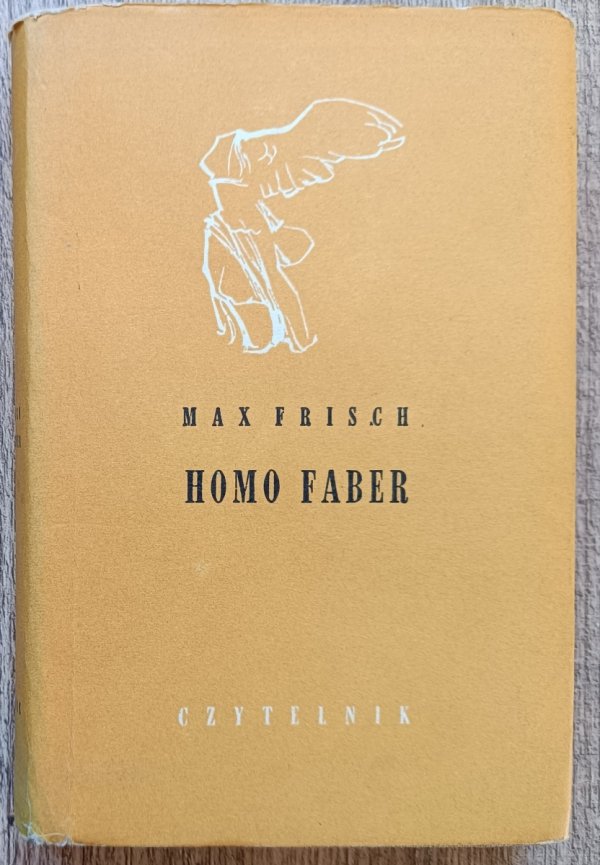 MAX FRISCH
HOMO FABER
CZYTELNIK